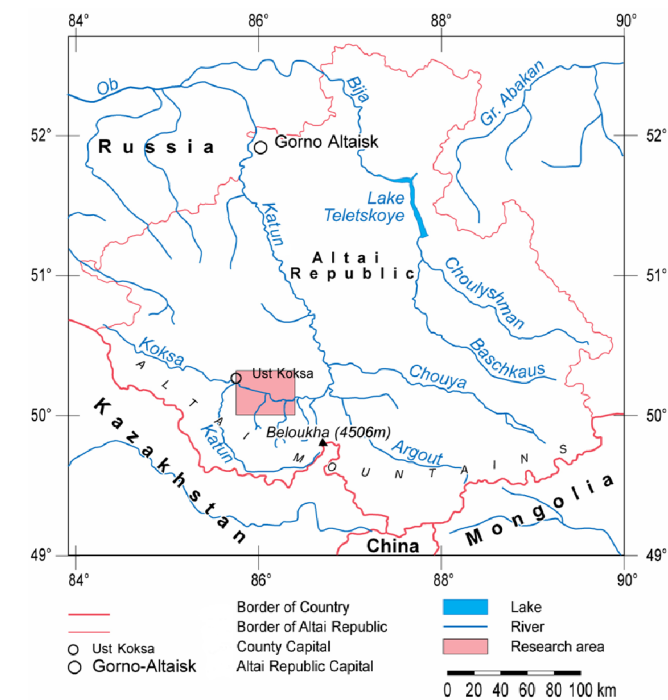 84° 86° 88° 90°
Ob
Bija
Gr. Abakan
52° 52°
Russia
Gorno Altaisk
Lake
Teletskoye
Katun
Altai
Republic
51° 51°
Choulyshman
Koksa
Baschkaus
Ust Koksa
Chouya
50° 50°
Katun
Beloukha (4506m)
Argout
ALTAI MOUNTAINS
Kazakhstan
Mongolia
China
49° 49°
84° 86° 88° 90°
Border of Country
Border of Altai Republic
Ust Koksa County Capital
Gorno-Altaisk Altai Republic Capital
Lake
River
Research area
0 20 40 60 80 100 km